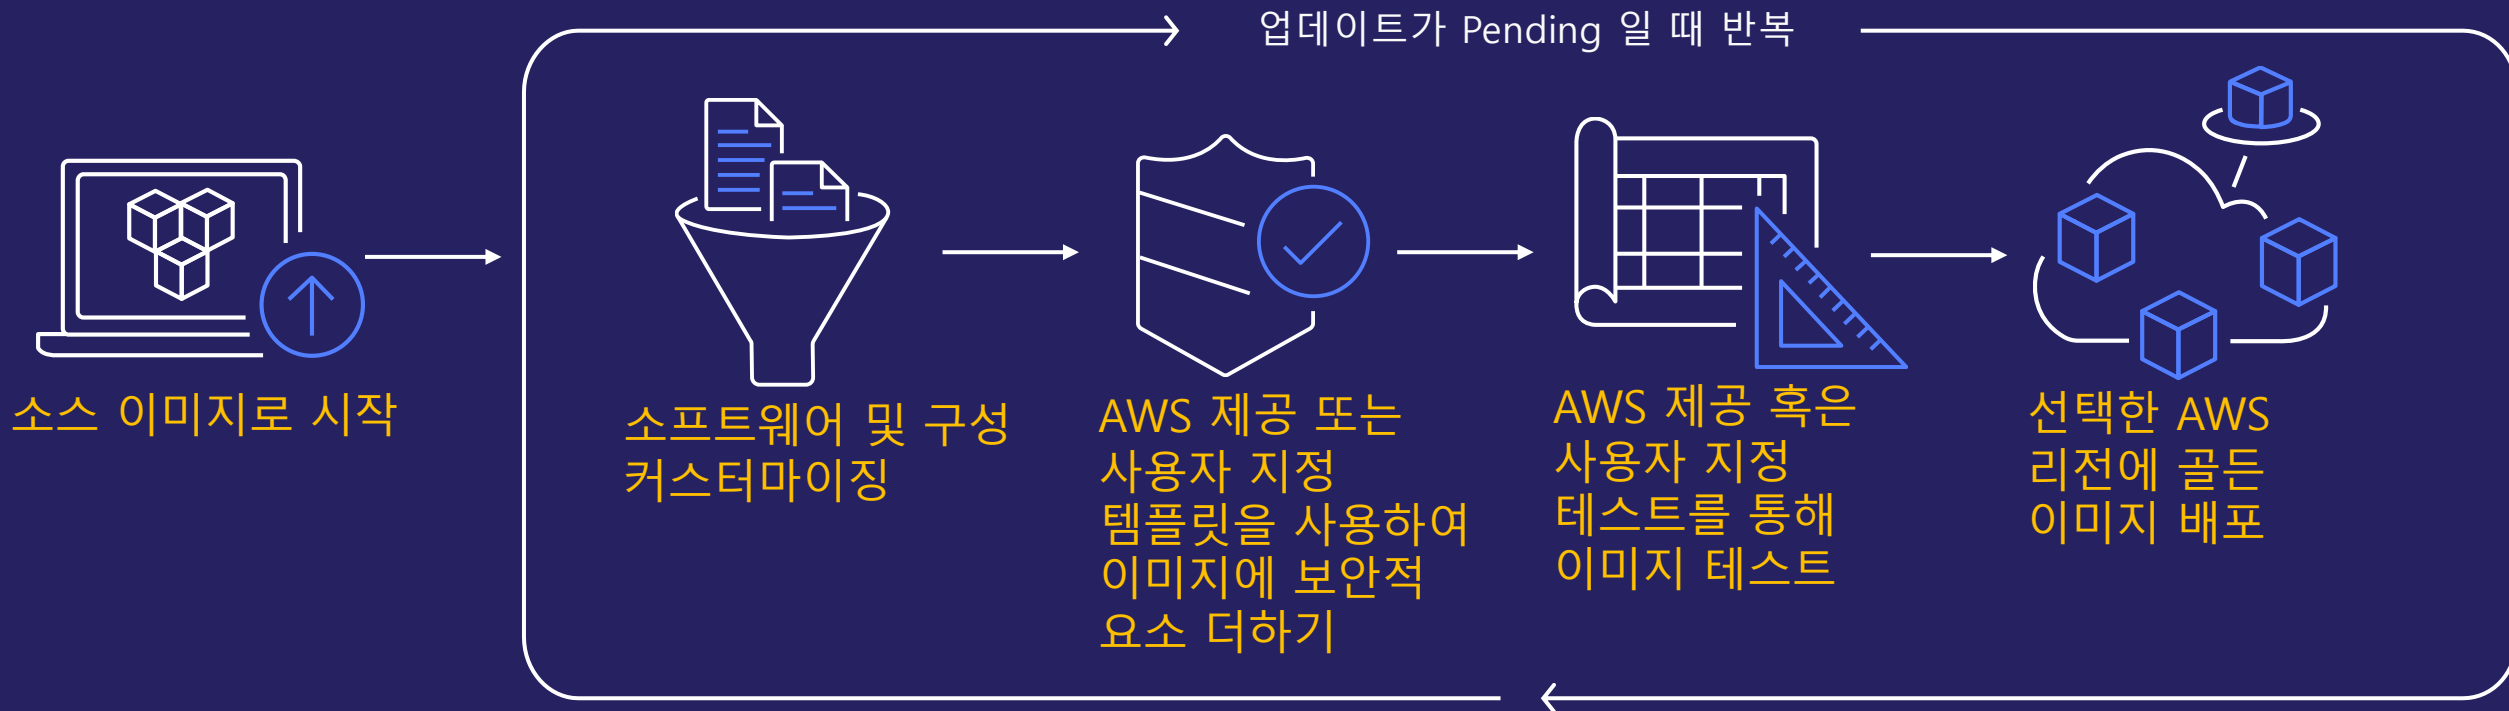 업데이트가 Pending 일 때 반복
소스 이미지로 시작
소프트웨어 및 구성
커스터마이징
AWS 제공 또는
사용자 지정
템플릿을 사용하여
이미지에 보안적
요소 더하기
AWS 제공 혹은
사용자 지정
테스트를 통해
이미지 테스트
선택한 AWS
리전에 골든
이미지 배포